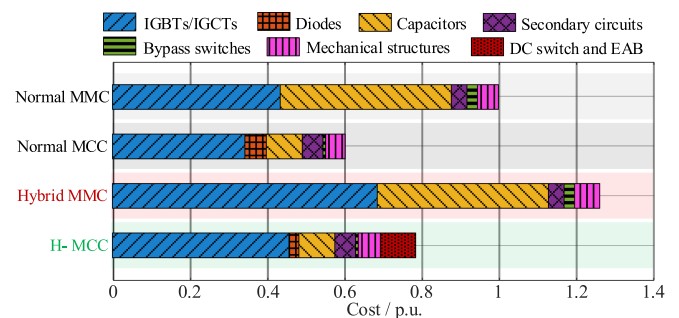 IGBTs/IGCTs Diodes Capacitors Secondary circuits
Bypass switches Mechanical structures DC switch and EAB
Normal MMC
Normal MCC
Hybrid MMC
H- MCC
0 0.2 0.4 0.6 0.8 1 1.2 1.4
Cost / p.u.